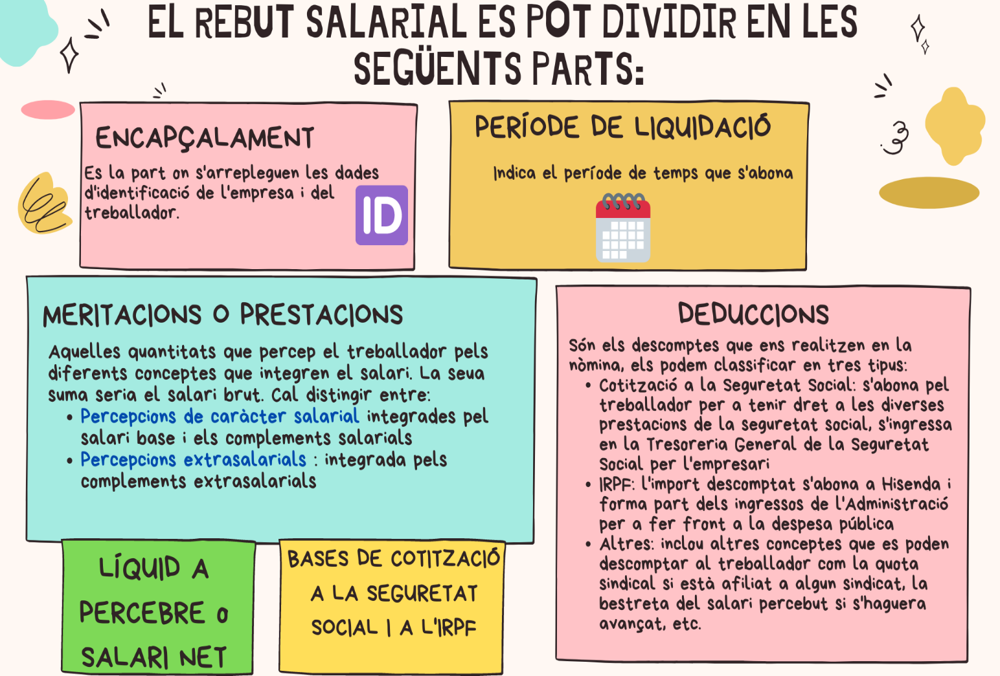 EL REBUT SALARIAL ES POT DIVIDIR EN LES
SEGÜENTS PARTS:
ENCAPÇALAMENT
Es la part on s'arrepleguen les dades
d'identificació de l'empresa i del
treballador.
ID
PERÍODE DE LIQUIDACIÓ
Indica el període de temps que s'abona
MERITACIONS O PRESTACIONS
Aquelles quantitats que percep el treballador pels
diferents conceptes que integren el salari. La seua
suma seria el salari brut. Cal distingir entre:
• Percepcions de caràcter salarial integrades pel
salari base i els complements salarials
• Percepcions extrasalarials : integrada pels
complements extrasalarials
DEDUCCIONS
Són els descomptes que ens realitzen en la
nòmina, els podem classificar en tres tipus:
• Cotització a la Seguretat Social: s'abona pel
treballador per a tenir dret a les diverses
prestacions de la seguretat social, s'ingressa
en la Tresoreria General de la Seguretat
Social per l'empresari
• IRPF: l'import descomptat s'abona a Hisenda i
forma part dels ingressos de l'Administració
per a fer front a la despesa pública
• Altres: inclou altres conceptes que es poden
descomptar al treballador com la quota
sindical si està afiliat a algun sindicat, la
bestreta del salari percebut si s'haguera
avançat, etc.
LÍQUID A
PERCEBRE o
SALARI NET
BASES DE COTITZACIÓ
A LA SEGURETAT
SOCIAL I A L'IRPF